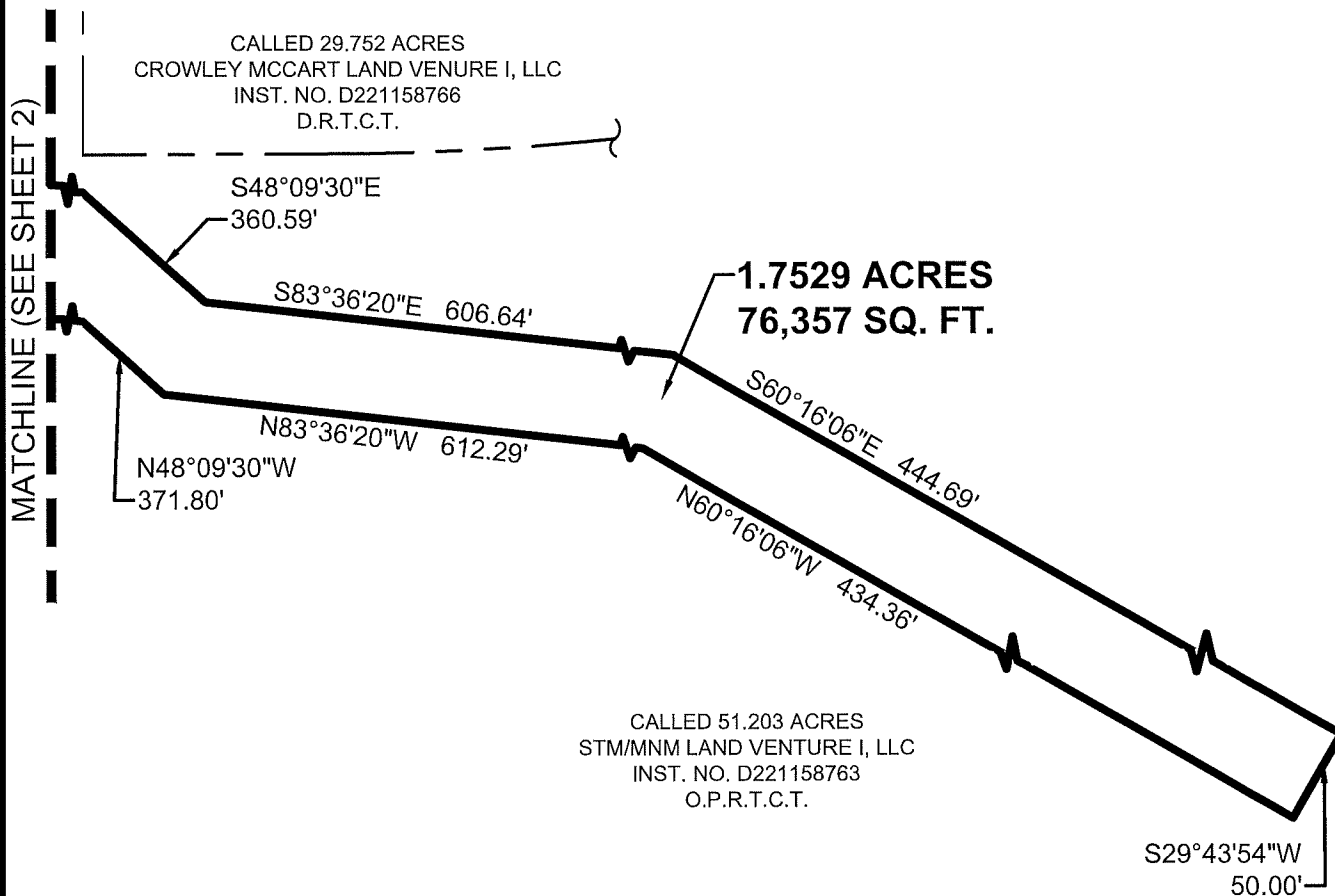 CALLED 29.752 ACRES
CROWLEY MCCART LAND VENURE I, LLC
INST. NO. D221158766
D.R.T.C.T.
MATCHLINE (SEE SHEET 2)
S48°09'30"E
360.59'
S83°36'20"E 606.64'
1.7529 ACRES
76,357 SQ. FT.
S60°16'06"E 444.69'
N83°36'20"W 612.29'
N48°09'30"W
371.80'
N60°16'06"W 434.36'
CALLED 51.203 ACRES
STM/MNM LAND VENTURE I, LLC
INST. NO. D221158763
O.P.R.T.C.T.
S29°43'54"W
50.00'